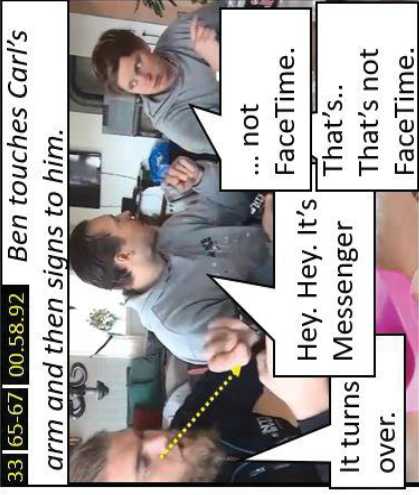 33 65-67 00.58.92 Ben touches Carl's
arm and then signs to him.
... not
FaceTime.
Hey. Hey. It's
Messenger
It turns
over.
That's..
That's not
FaceTime.